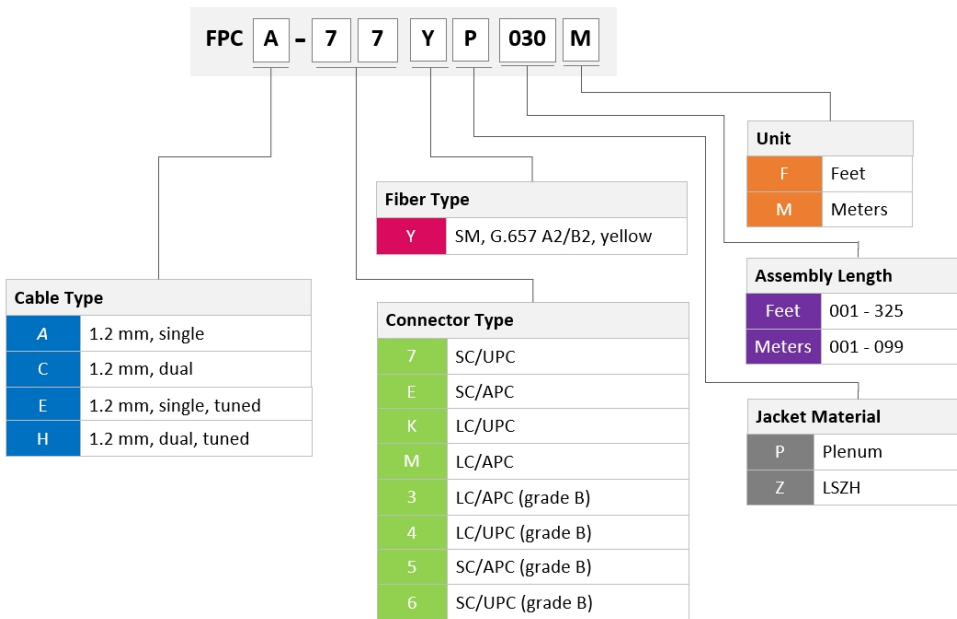 FPC A - 7 7 Y P 030 M
Unit
F Feet
M Meters
Fiber Type
Y SM, G.657 A2/B2, yellow
Assembly Length
Feet 001 - 325
Meters 001 - 099
Cable Type
A 1.2 mm, single
C 1.2 mm, dual
E 1.2 mm, single, tuned
H 1.2 mm, dual, tuned
Connector Type
7 SC/UPC
E SC/APC
K LC/UPC
M LC/APC
3 LC/APC (grade B)
4 LC/UPC (grade B)
5 SC/APC (grade B)
6 SC/UPC (grade B)
Jacket Material
P Plenum
Z LSZH